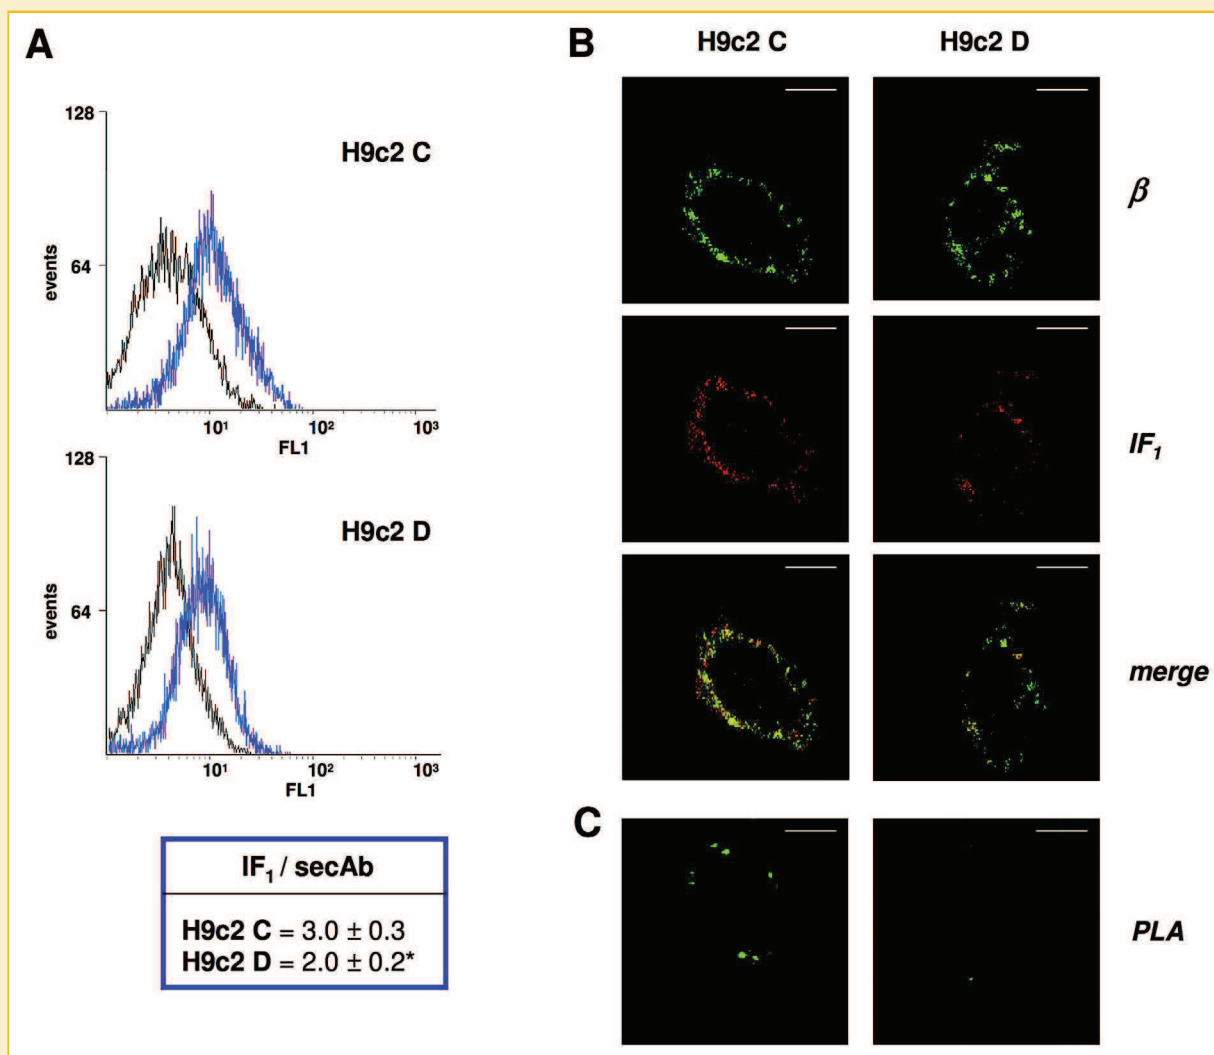 A
128
H9c2 C
64
events
10¹ 10² 10³
FL1
128
H9c2 D
64
events
10¹ 10² 10³
FL1
IF₁ / secAb
H9c2 C = 3.0 ± 0.3
H9c2 D = 2.0 ± 0.2*
B
H9c2 C H9c2 D
β
IF₁
merge
C
PLA